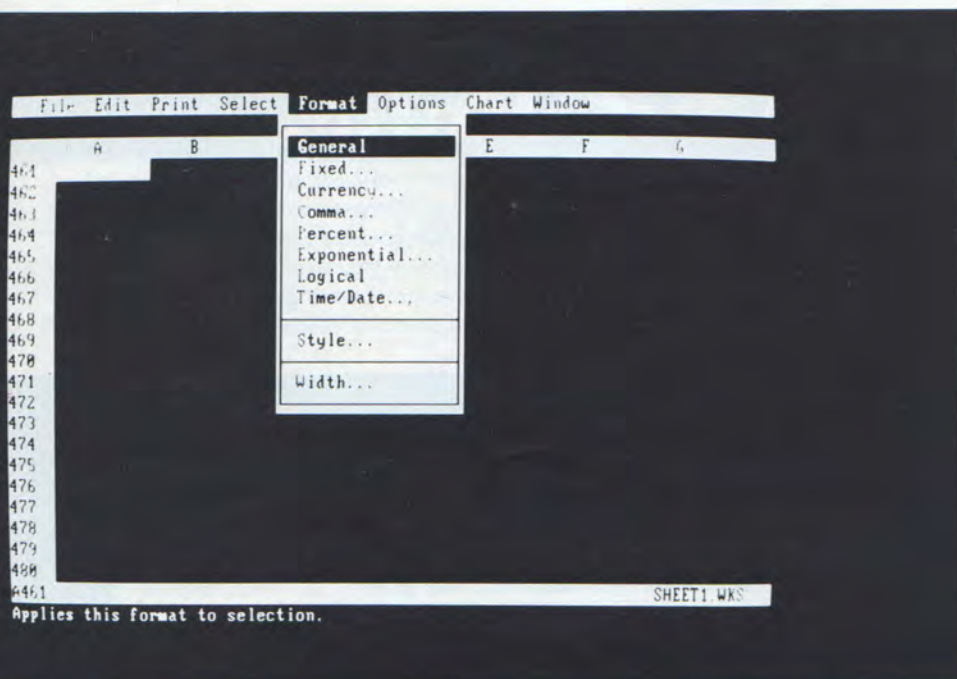 File Edit Print Select Format Options Chart Window
A B E F G
General
Fixed...
Currency...
Comma...
Percent...
Exponential...
Logical
Time/Date...
Style...
Width...
461
462
463
464
465
466
467
468
469
470
471
472
473
474
475
476
477
478
479
480
A461 SHEET1.WKS
Applies this format to selection.